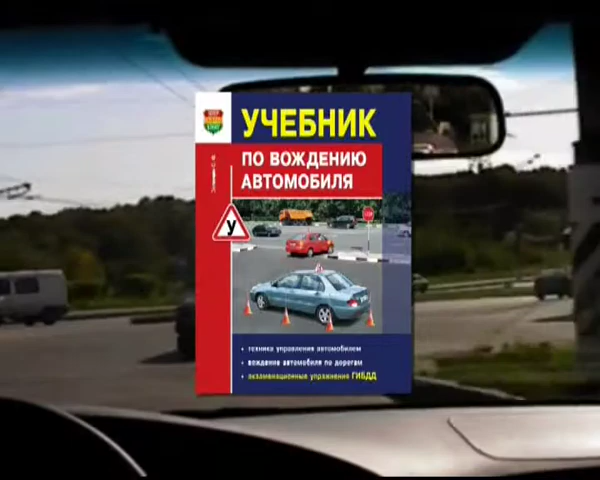 УЧЕБНИК
ПО ВОЖДЕНИЮ
АВТОМОБИЛЯ
У
• техника управления автомобилем
• вождение автомобиля по дорогам
• экзаменационные упражнения ГИБДД